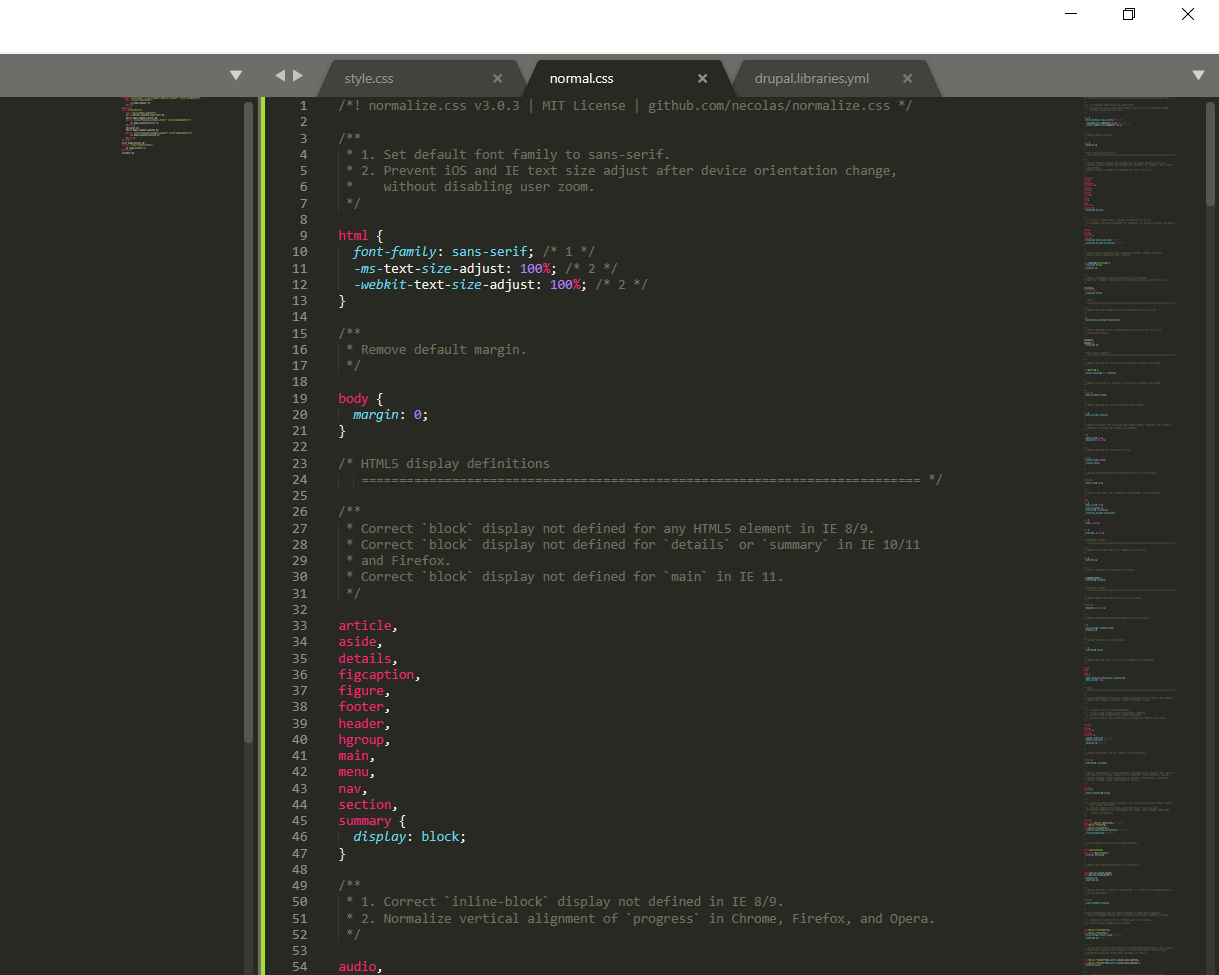 style.css
normal.css
drupal.libraries.yml
1 /*! normalize.css v3.0.3 | MIT License | github.com/necolas/normalize.css */
2
3 /**
4  * 1. Set default font family to sans-serif.
5  * 2. Prevent iOS and IE text size adjust after device orientation change,
6  *    without disabling user zoom.
7  */
8
9 html {
10   font-family: sans-serif; /* 1 */
11   -ms-text-size-adjust: 100%; /* 2 */
12   -webkit-text-size-adjust: 100%; /* 2 */
13 }
14
15 /**
16  * Remove default margin.
17  */
18
19 body {
20   margin: 0;
21 }
22
23 /* HTML5 display definitions
24    ========================================================================== */
25
26 /**
27  * Correct `block` display not defined for any HTML5 element in IE 8/9.
28  * Correct `block` display not defined for `details` or `summary` in IE 10/11
29  * and Firefox.
30  * Correct `block` display not defined for `main` in IE 11.
31  */
32
33 article,
34 aside,
35 details,
36 figcaption,
37 figure,
38 footer,
39 header,
40 hgroup,
41 main,
42 menu,
43 nav,
44 section,
45 summary {
46   display: block;
47 }
48
49 /**
50  * 1. Correct `inline-block` display not defined in IE 8/9.
51  * 2. Normalize vertical alignment of `progress` in Chrome, Firefox, and Opera.
52  */
53
54 audio,